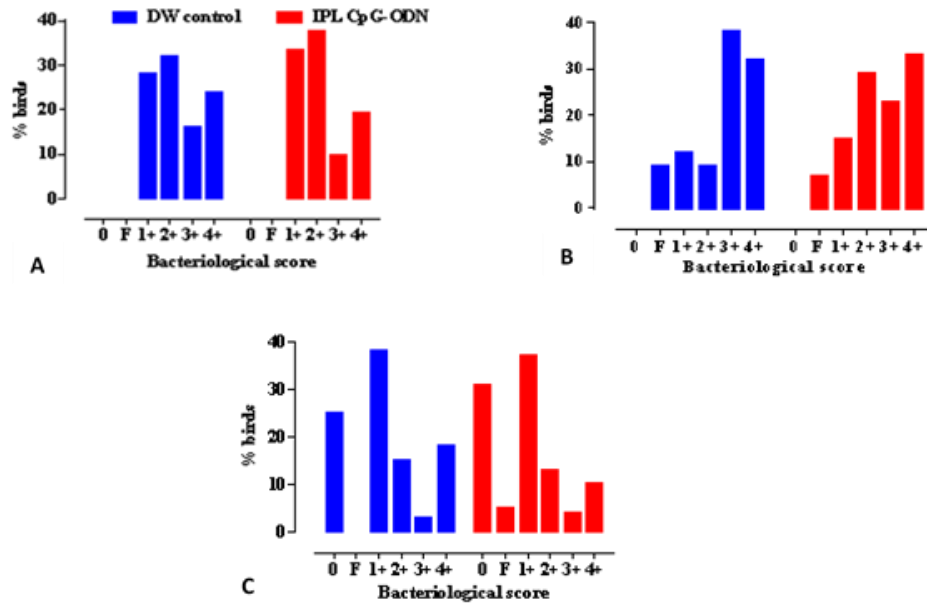 DW control IPL CpG-ODN
% birds
40
30
20
10
0
0 F 1+ 2+ 3+ 4+ 0 F 1+ 2+ 3+ 4+
Bacteriological score
A
% birds
40
30
20
10
0
0 F 1+ 2+ 3+ 4+ 0 F 1+ 2+ 3+ 4+
Bacteriological score
B
% birds
40
30
20
10
0
0 F 1+ 2+ 3+ 4+ 0 F 1+ 2+ 3+ 4+
Bacteriological score
C